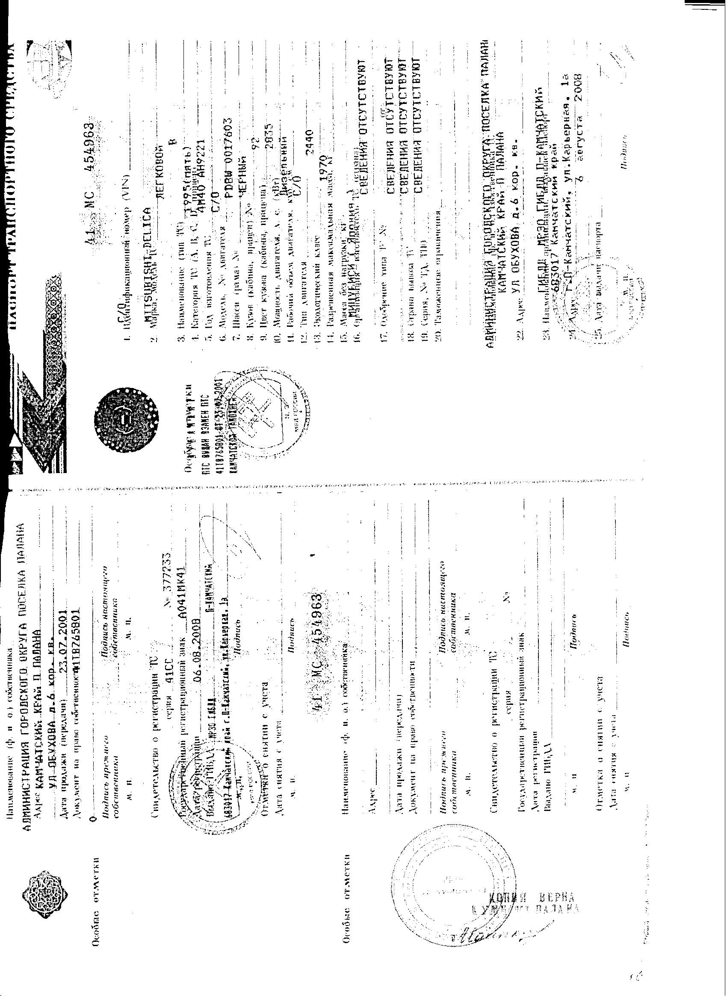 ПАСПОРТ ТРАНСПОРТНОГО СРЕДСТВА
41 МС 454963
1. Идентификационный номер (VIN)
С/О
2. Марка, модель ТС
MITSUBISHI DELICA
3. Наименование (тип ТС) ЛЕГКОВОЙ
4. Категория ТС (А, В, С, D, прицеп) В
5. Год изготовления ТС 1995(пять)
6. Модель, № двигателя 4М40 АН9221
7. Шасси (рама) № С/О
8. Кузов (кабина, прицеп) № PD8W 0017603
9. Цвет кузова (кабины, прицепа) ЧЕРНЫЙ
10. Мощность двигателя, л. с. (кВт) 92
11. Рабочий объем двигателя, куб. см 2835
12. Тип двигателя Дизельный
13. Экологический класс С/О
14. Разрешенная максимальная масса, кг 2440
15. Масса без нагрузки, кг 1970
16. Организация – изготовитель ТС (страна)
МИЦУБИСИ ( Япония
СВЕДЕНИЯ ОТСУТСТВУЮТ
17. Одобрение типа ТС № от
СВЕДЕНИЯ ОТСУТСТВУЮТ
18. Страна вывоза ТС СВЕДЕНИЯ ОТСУТСТВУЮТ
19. Серия, № ТД, ТПО СВЕДЕНИЯ ОТСУТСТВУЮТ
20. Таможенные ограничения
АДМИНИСТРАЦИЯ ГОРОДСКОГО ОКРУГА ПОСЕЛКА ПАЛАН
КАМЧАТСКИЙ КРАЙ П ПАЛАНА
22. Адрес УЛ ОБУХОВА д.6 кор. кв.
23. Наименование организации, выдавшей паспорт
ГИБДД МРЭО ГИБДД П-КАМЧАТСКИЙ
683017 Камчатский край
24. Адрес г.П-Камчатский, ул.Карьерная, 1а
25. Дата выдачи паспорта 6 августа 2008
М. П.
Подпись
Особые отметки
ПТС ВЫДАН ВЗАМЕН ПТС
41ТВ765801 ОТ 23.07.2001
КАМЧАТСКОЙ ТАМОЖНЕЙ
МВД РОССИИ
Наименование (ф. и. о.) собственника
АДМИНИСТРАЦИЯ ГОРОДСКОГО ОКРУГА ПОСЕЛКА ПАЛАНА
Адрес КАМЧАТСКИЙ КРАЙ П ПАЛАНА
УЛ ОБУХОВА д.6 кор. кв.
Дата продажи (передачи) 23.07.2001
Документ на право собственности 41ТВ765801
0
Подпись прежнего собственника
Подпись настоящего собственника
М. П.
М. П.
Свидетельство о регистрации ТС
серия 41СС № 377233
Государственный регистрационный знак А041МК41
Дата регистрации 06.08.2008
Выдано ГИБДД МРЭО ГИБДД П-КАМЧАТСКИЙ
683017 Камчатский край г.П-Камчатский, ул.Карьерная, 1а
М. П.
Подпись
Отметка о снятии с учета
Дата снятия с учета
М. П.
Подпись
Особые отметки
41 МС 454963
Наименование (ф. и. о.) собственника
Адрес
Дата продажи (передачи)
Документ на право собственности
Подпись прежнего собственника
Подпись настоящего собственника
М. П.
М. П.
Свидетельство о регистрации ТС
серия №
Государственный регистрационный знак
Дата регистрации
Выдано ГИБДД
М. П.
Подпись
Отметка о снятии с учета
Дата снятия с учета
М. П.
Подпись
Особые отметки
КОПИЯ ВЕРНА
ПАЛАНА